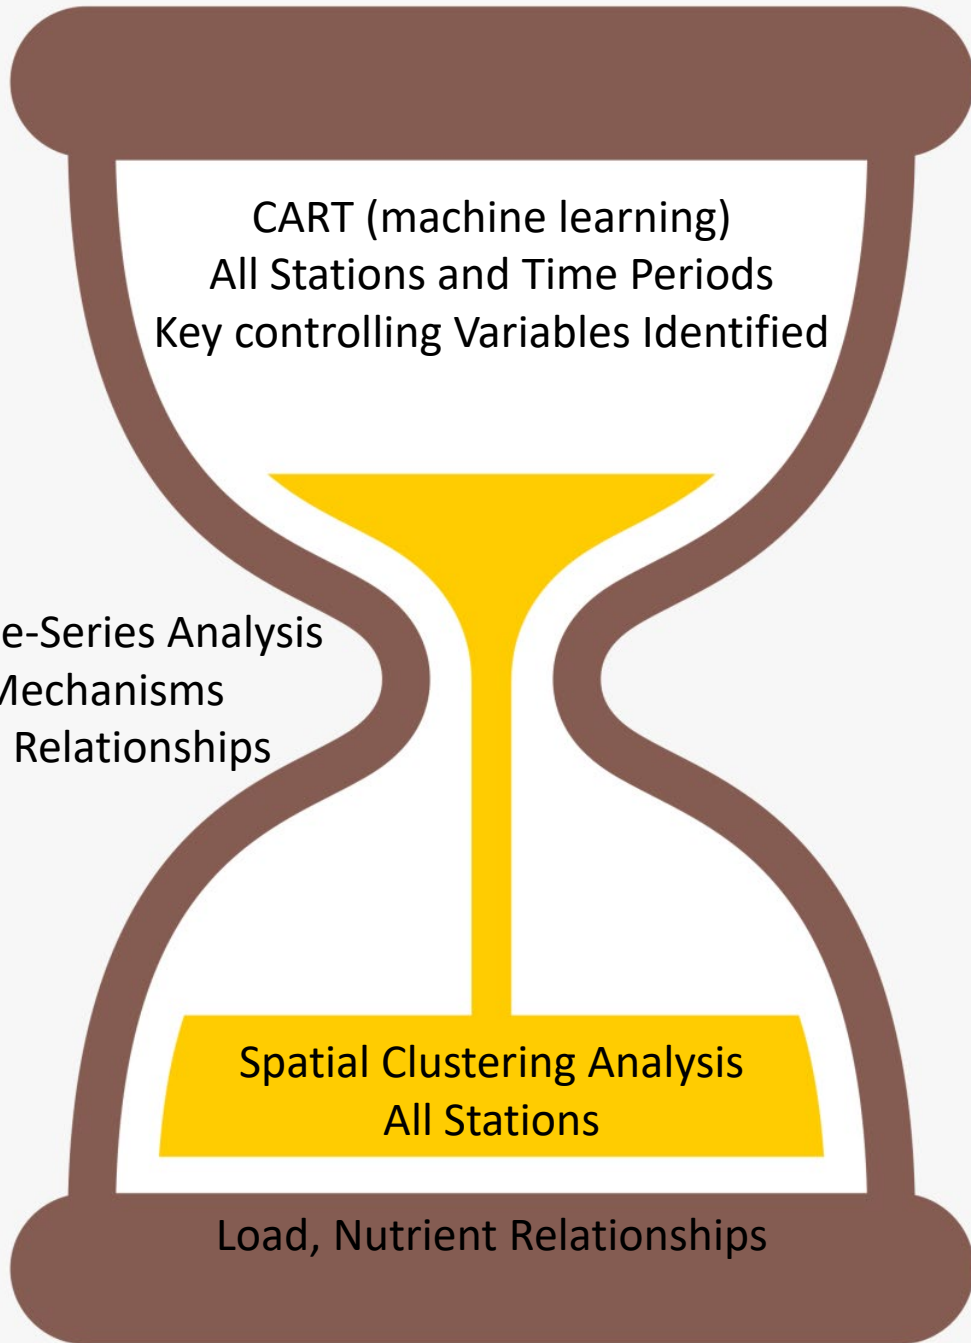 CART (machine learning)
All Stations and Time Periods
Key controlling Variables Identified
e-Series Analysis
Mechanisms
Relationships
Spatial Clustering Analysis
All Stations
Load, Nutrient Relationships